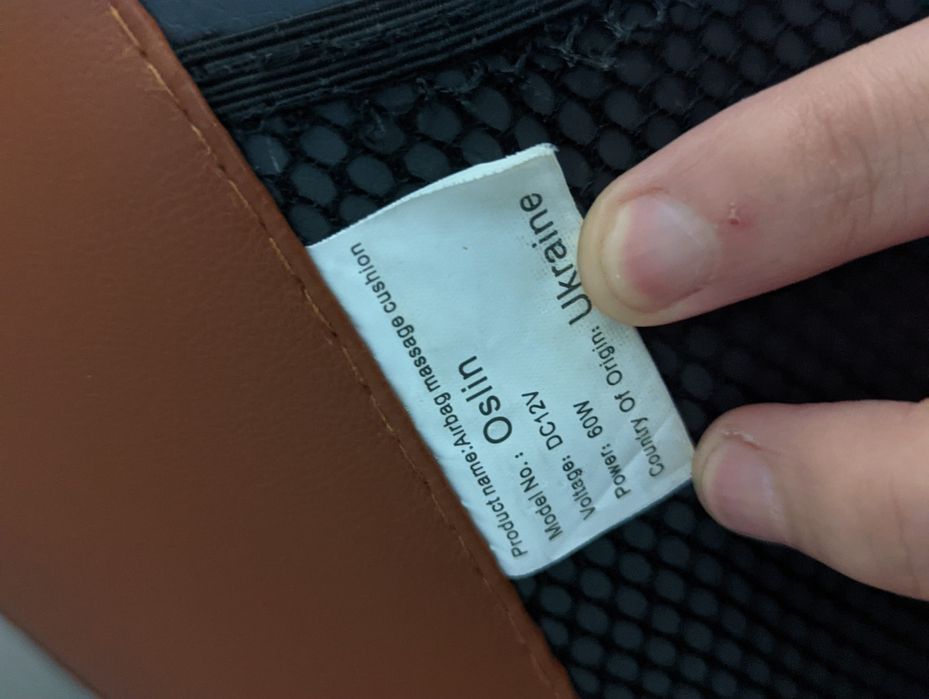 Product name:Airbag massage cushion
Model No.: Oslin
Voltage: DC12V
Power: 60W
Country Of Origin: Ukraine